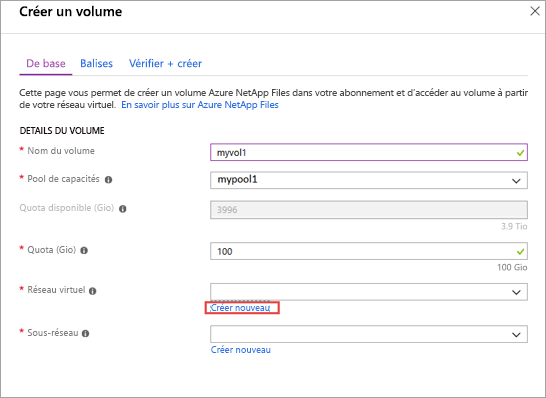 Créer un volume
De base Balises Vérifier + créer
Cette page vous permet de créer un volume Azure NetApp Files dans votre abonnement et d'accéder au volume à partir
de votre réseau virtuel. En savoir plus sur Azure NetApp Files
DETAILS DU VOLUME
* Nom du volume myvol1
* Pool de capacités mypool1
Quota disponible (Gio) 3996
3.9 Tio
* Quota (Gio) 100
100 Gio
* Réseau virtuel
Créer nouveau
* Sous-réseau
Créer nouveau